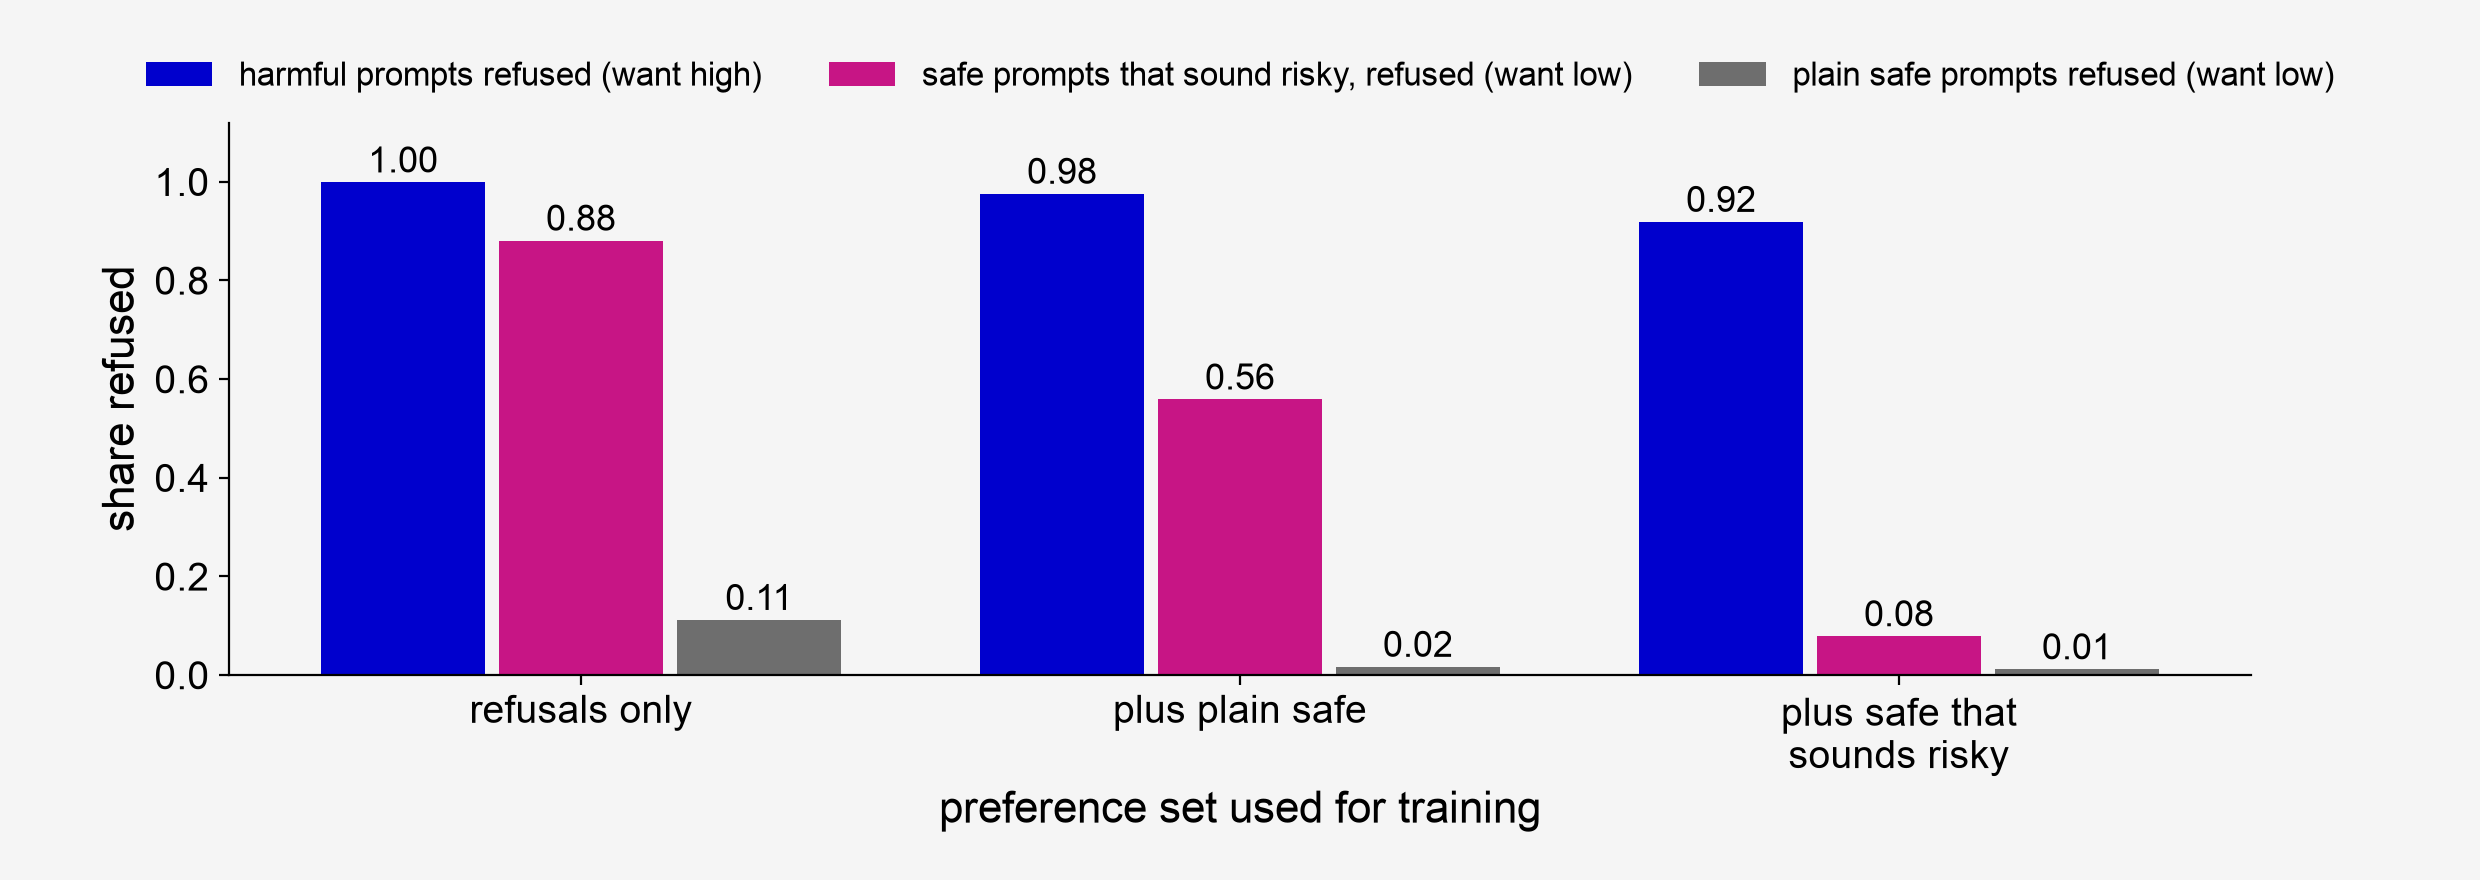 harmful prompts refused (want high)
safe prompts that sound risky, refused (want low)
plain safe prompts refused (want low)
share refused
1.0
0.8
0.6
0.4
0.2
0.0
1.00
0.88
0.11
0.98
0.56
0.02
0.92
0.08
0.01
refusals only
plus plain safe
plus safe that
sounds risky
preference set used for training